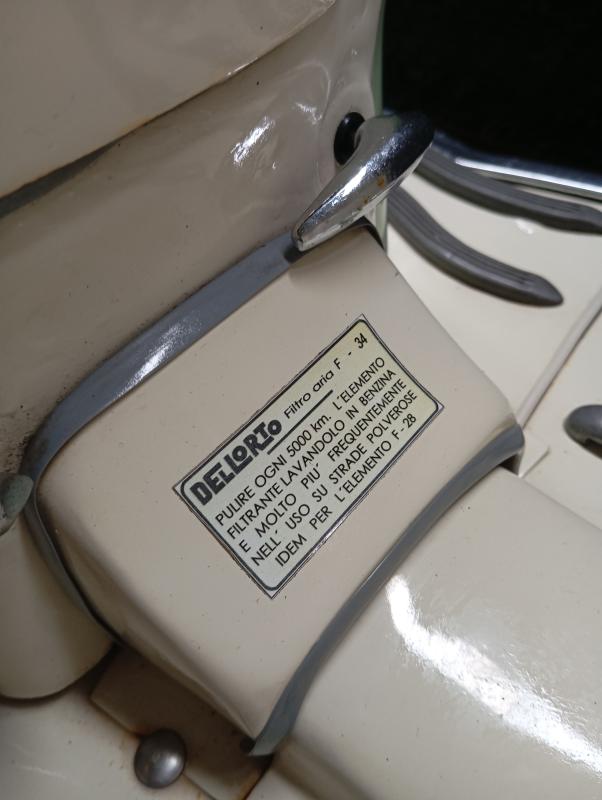 DELLORTO Filtro aria F - 34
PULIRE OGNI 5000 km. L'ELEMENTO
FILTRANTE LAVANDOLO IN BENZINA
E MOLTO PIU' FREQUENTEMENTE
NELL' USO SU STRADE POLVEROSE
IDEM PER L'ELEMENTO F-28